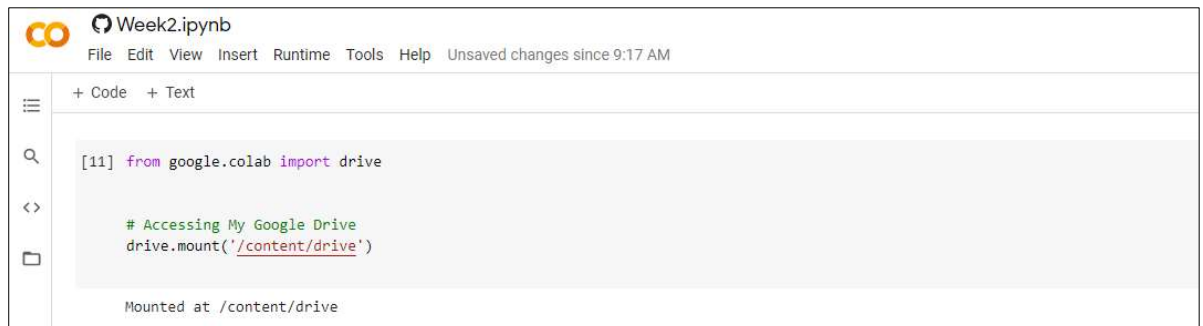 Week2.ipynb
File Edit View Insert Runtime Tools Help Unsaved changes since 9:17 AM
+ Code + Text
[11] from google.colab import drive
# Accessing My Google Drive
drive.mount('/content/drive')
Mounted at /content/drive